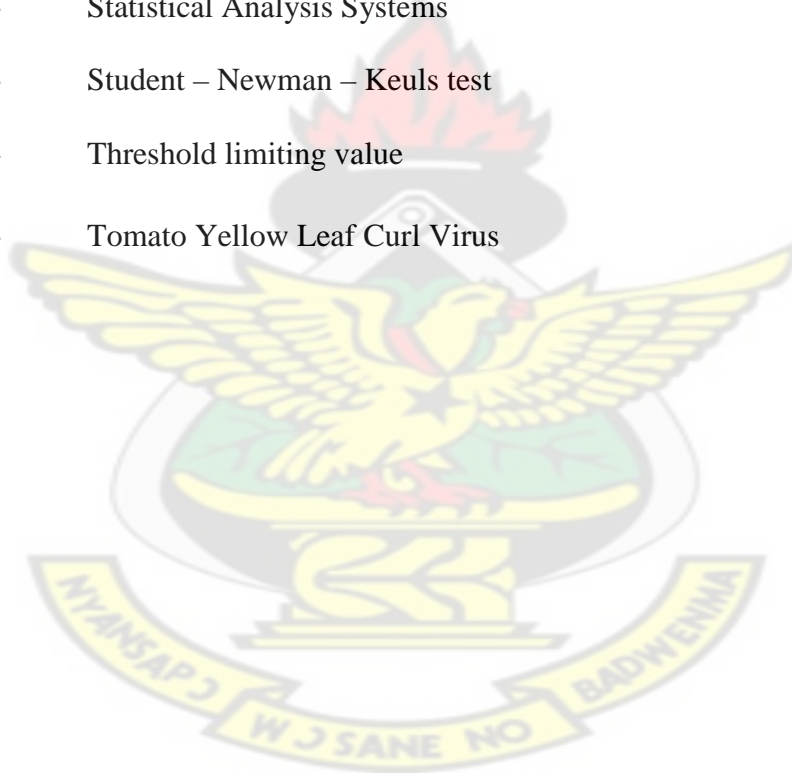 - Statistical Analysis Systems
- Student – Newman – Keuls test
- Threshold limiting value
- Tomato Yellow Leaf Curl Virus
NYANSAPƆ WƆ SANE NO BADWENMA